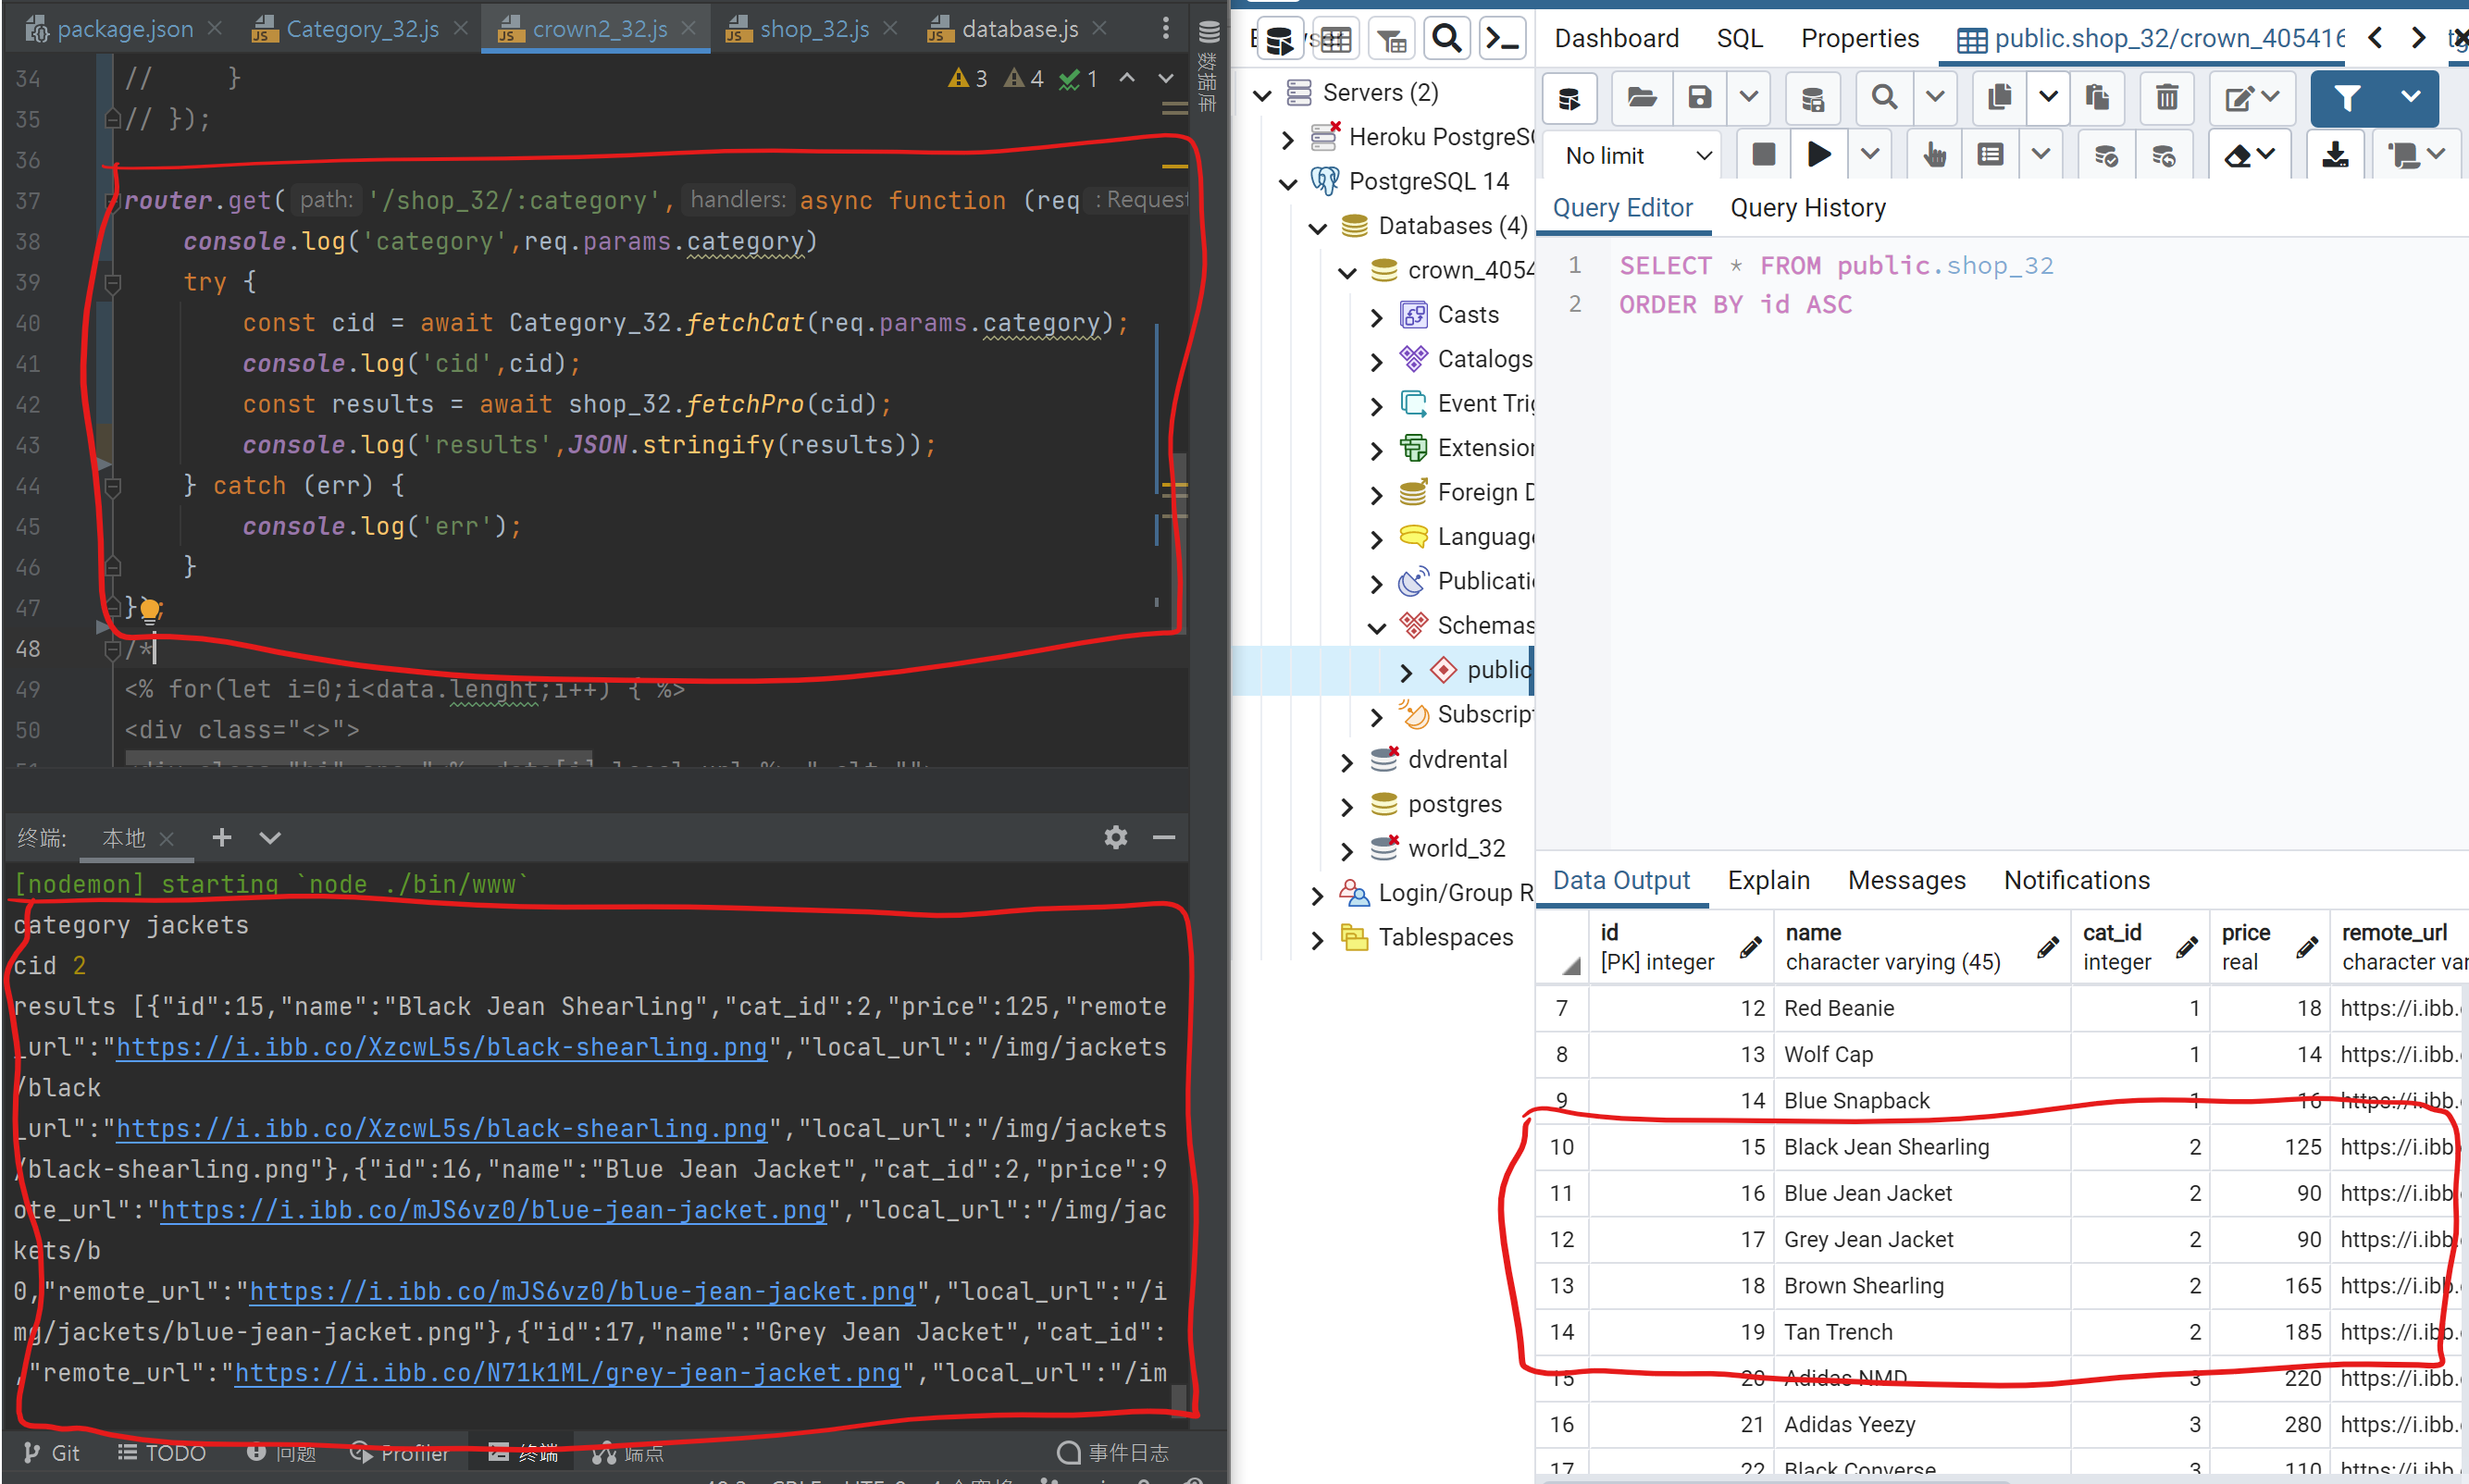 package.json
Category_32.js
crown2_32.js
shop_32.js
database.js
数据库
3 4 1
34 // }
35 // });
36
37 router.get( path: '/shop_32/:category', handlers: async function (req : Request
38 console.log('category',req.params.category)
39 try {
40 const cid = await Category_32.fetchCat(req.params.category);
41 console.log('cid',cid);
42 const results = await shop_32.fetchPro(cid);
43 console.log('results',JSON.stringify(results));
44 } catch (err) {
45 console.log('err');
46 }
47 });
48 /*
49 <% for(let i=0;i<data.lenght;i++) { %>
50 <div class="<>">
终端: 本地
[nodemon] starting `node ./bin/www`
category jackets
cid 2
results [{"id":15,"name":"Black Jean Shearling","cat_id":2,"price":125,"remote
_url":"https://i.ibb.co/XzcwL5s/black-shearling.png","local_url":"/img/jackets
/black
_url":"https://i.ibb.co/XzcwL5s/black-shearling.png","local_url":"/img/jackets
/black-shearling.png"},{"id":16,"name":"Blue Jean Jacket","cat_id":2,"price":9
ote_url":"https://i.ibb.co/mJS6vz0/blue-jean-jacket.png","local_url":"/img/jac
kets/b
0,"remote_url":"https://i.ibb.co/mJS6vz0/blue-jean-jacket.png","local_url":"/i
mg/jackets/blue-jean-jacket.png"},{"id":17,"name":"Grey Jean Jacket","cat_id":
,"remote_url":"https://i.ibb.co/N71k1ML/grey-jean-jacket.png","local_url":"/im
Git TODO 问题 Profiler 终端 端点 事件日志
Servers (2)
Heroku PostgreSQ
PostgreSQL 14
Databases (4)
crown_4054
Casts
Catalogs
Event Trig
Extension
Foreign D
Language
Publicati
Schemas
public
Subscrip
dvdrental
postgres
world_32
Login/Group R
Tablespaces
Dashboard SQL Properties public.shop_32/crown_405416
No limit
Query Editor Query History
1 SELECT * FROM public.shop_32
2 ORDER BY id ASC
Data Output Explain Messages Notifications
id name cat_id price remote_url
[PK] integer character varying (45) integer real character var
7 12 Red Beanie 1 18 https://i.ibb.
8 13 Wolf Cap 1 14 https://i.ibb.
9 14 Blue Snapback 1 16 https://i.ibb.
10 15 Black Jean Shearling 2 125 https://i.ibb.
11 16 Blue Jean Jacket 2 90 https://i.ibb.
12 17 Grey Jean Jacket 2 90 https://i.ibb.
13 18 Brown Shearling 2 165 https://i.ibb.
14 19 Tan Trench 2 185 https://i.ibb.
15 20 Adidas NMD 3 220 https://i.ibb.
16 21 Adidas Yeezy 3 280 https://i.ibb.
17 22 Black Converse 3 110 https://i.ibb.